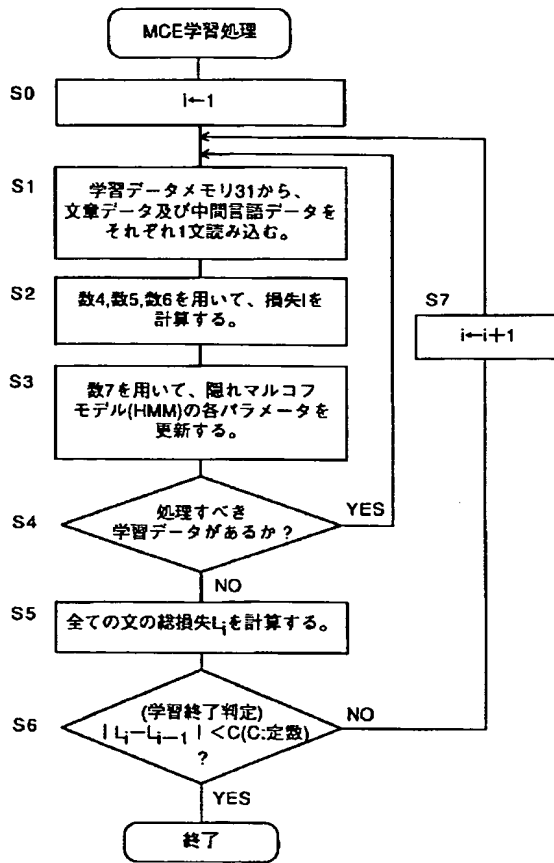 MCE学習処理
S0
i←1
S1
学習データメモリ31から、
文章データ及び中間言語データを
それぞれ1文読み込む。
S2
数4,数5,数6を用いて、損失lを
計算する。
S7
i←i+1
S3
数7を用いて、隠れマルコフ
モデル(HMM)の各パラメータを
更新する。
S4
処理すべき
学習データがあるか?
YES
NO
S5
全ての文の総損失Liを計算する。
S6
(学習終了判定)
|Li−Li−1|<C(C:定数)
?
NO
YES
終了